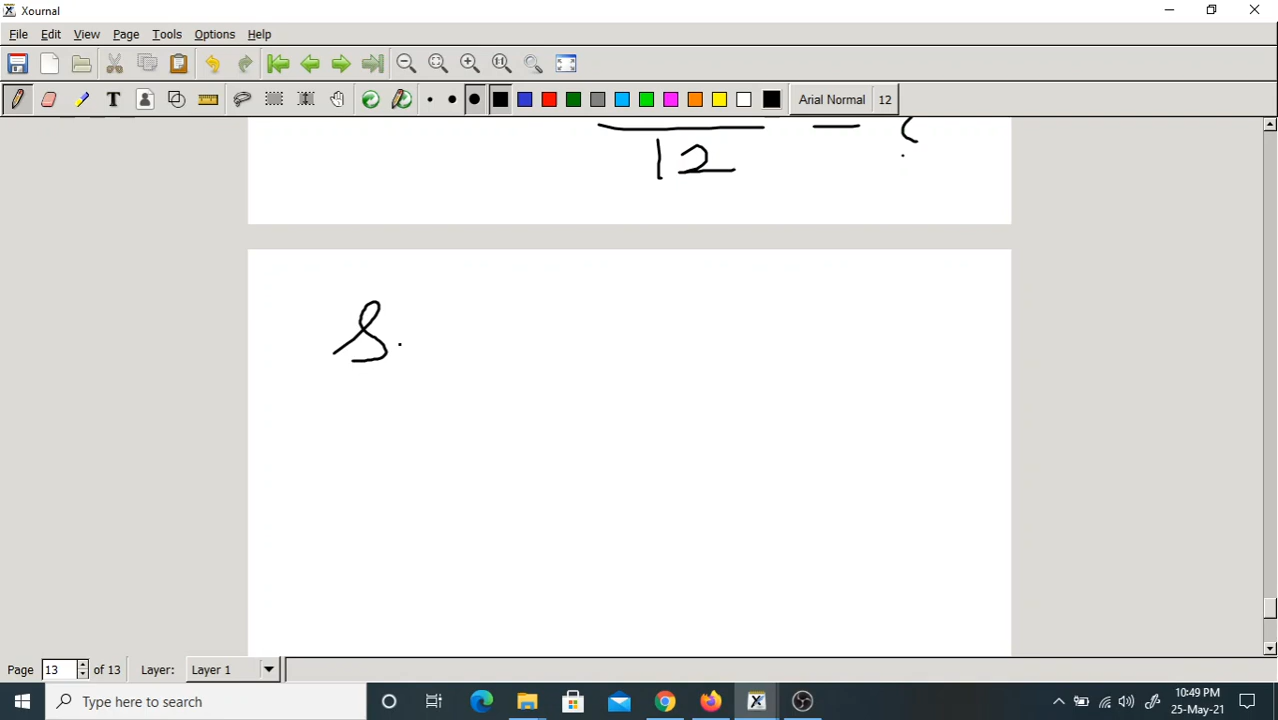 Xournal
File Edit View Page Tools Options Help
Arial Normal 12
12 = ?
S
Page 13 of 13 Layer: Layer 1
Type here to search
10:49 PM
25-May-21